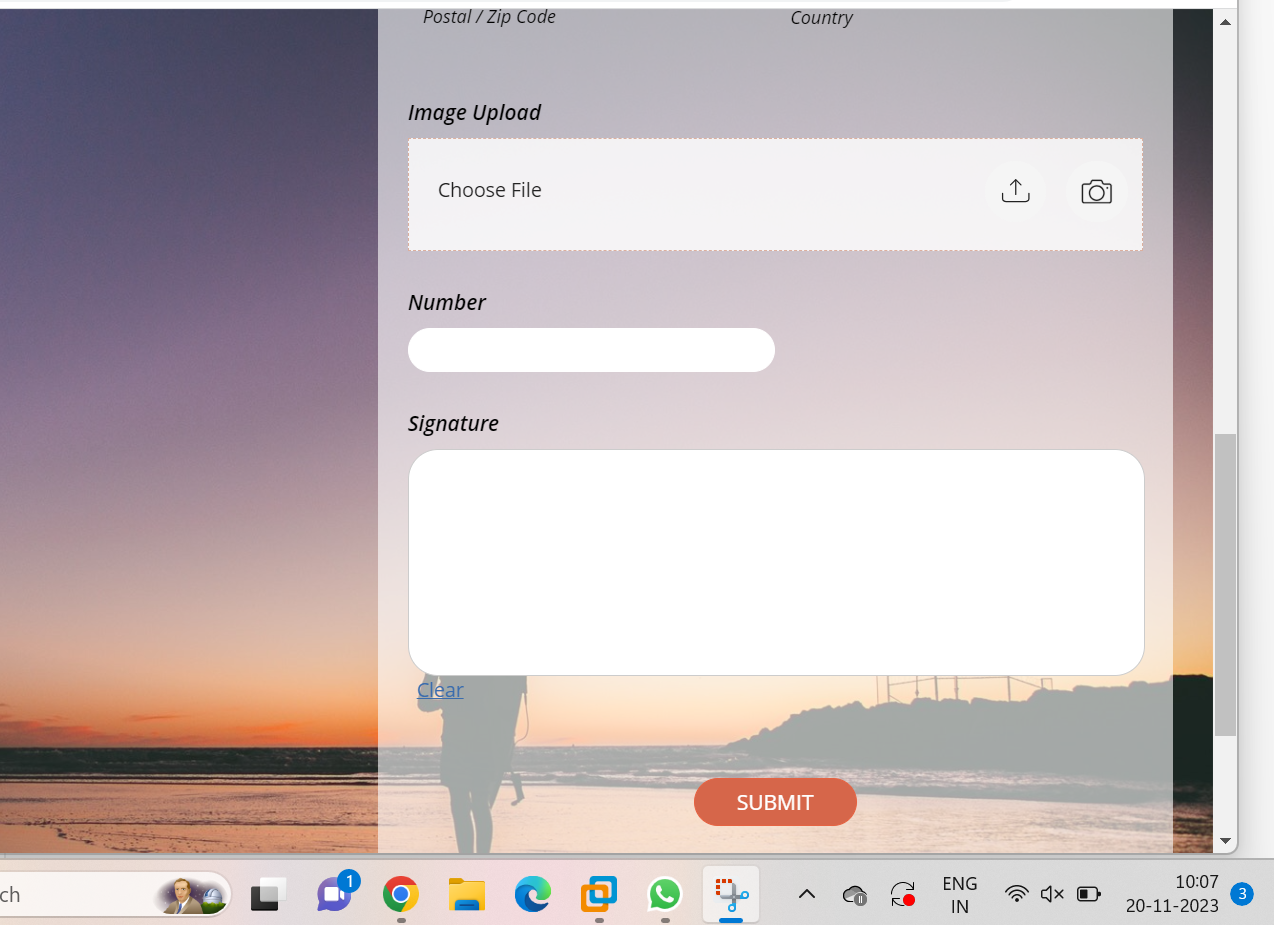 Postal / Zip Code
Country
Image Upload
Choose File
Number
Signature
Clear
SUBMIT
ch
1
ENG
IN
10:07
20-11-2023
3